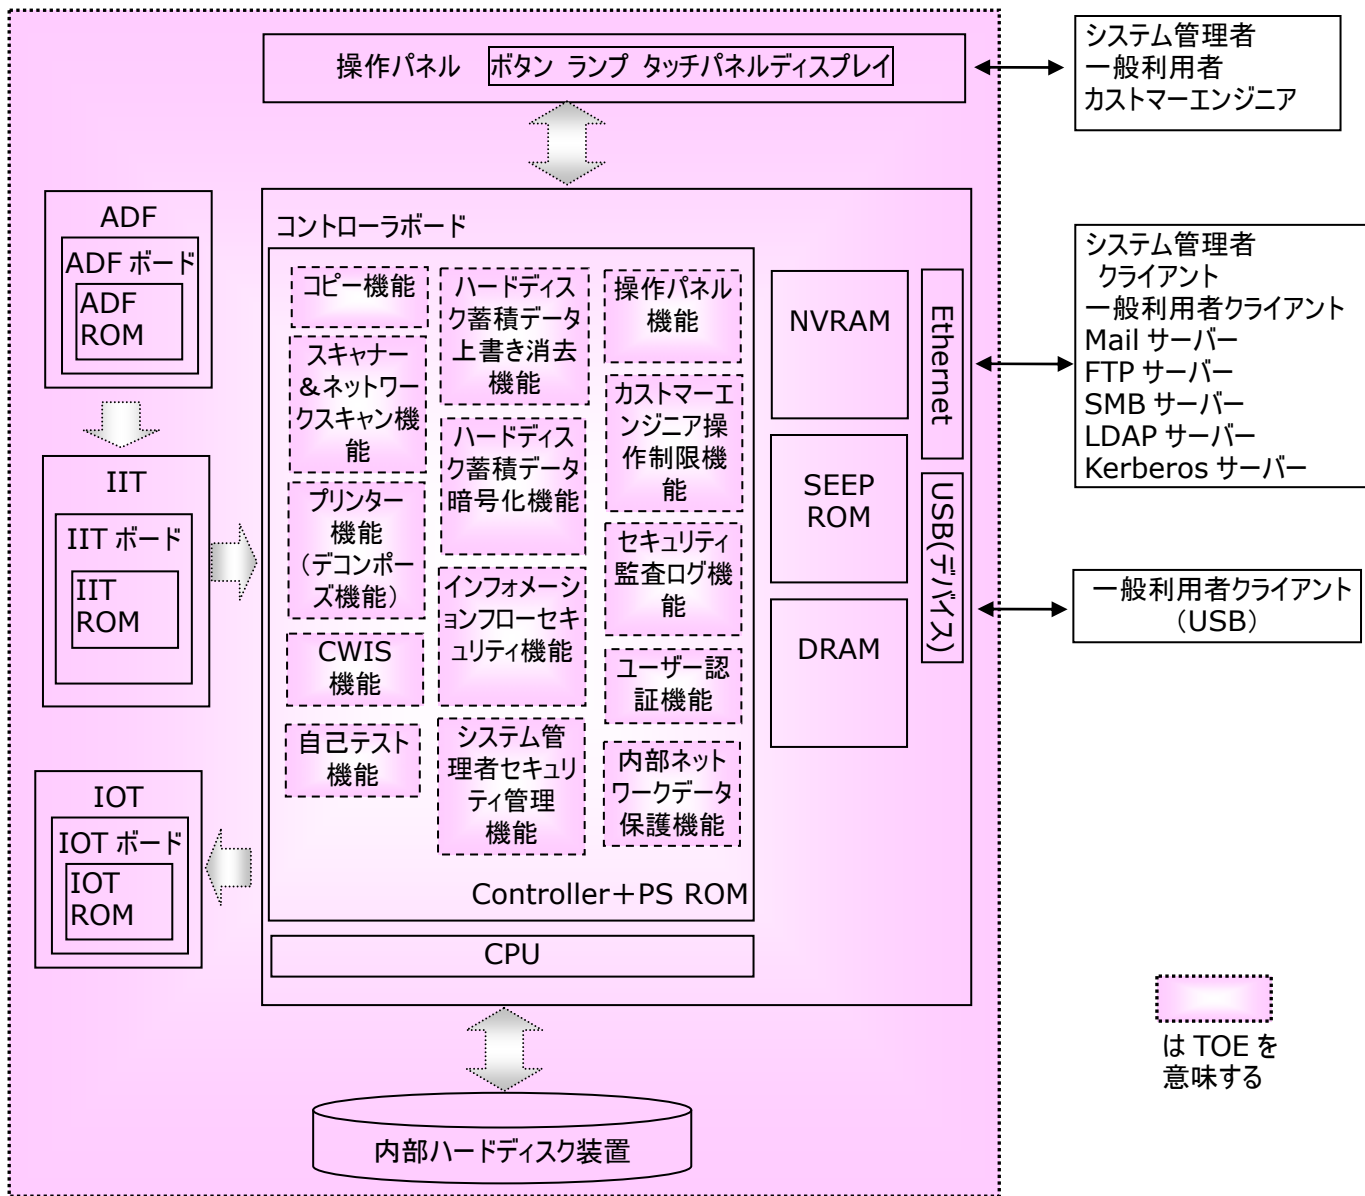 操作パネル ボタン ランプ タッチパネルディスプレイ
システム管理者
一般利用者
カストマーエンジニア
ADF
ADF ボード
ADF
ROM
IIT
IIT ボード
IIT
ROM
IOT
IOT ボード
IOT
ROM
コントローラボード
コピー機能
スキャナー
&ネットワー
クスキャン機
能
プリンター
機能
(デコンポー
ズ機能)
CWIS
機能
自己テスト
機能
ハードディス
ク蓄積データ
上書き消去
機能
ハードディス
ク蓄積データ
暗号化機能
インフォメーシ
ョンフローセキ
ュリティ機能
システム管
理者セキュリ
ティ管理
機能
操作パネル
機能
カストマーエ
ンジニア操
作制限機
能
セキュリティ
監査ログ機
能
ユーザー認
証機能
内部ネット
ワークデータ
保護機能
Controller+PS ROM
CPU
NVRAM
SEEP
ROM
DRAM
Ethernet
USB(デバイス)
システム管理者
クライアント
一般利用者クライアント
Mail サーバー
FTP サーバー
SMB サーバー
LDAP サーバー
Kerberos サーバー
一般利用者クライアント
(USB)
内部ハードディスク装置
は TOE を
意味する